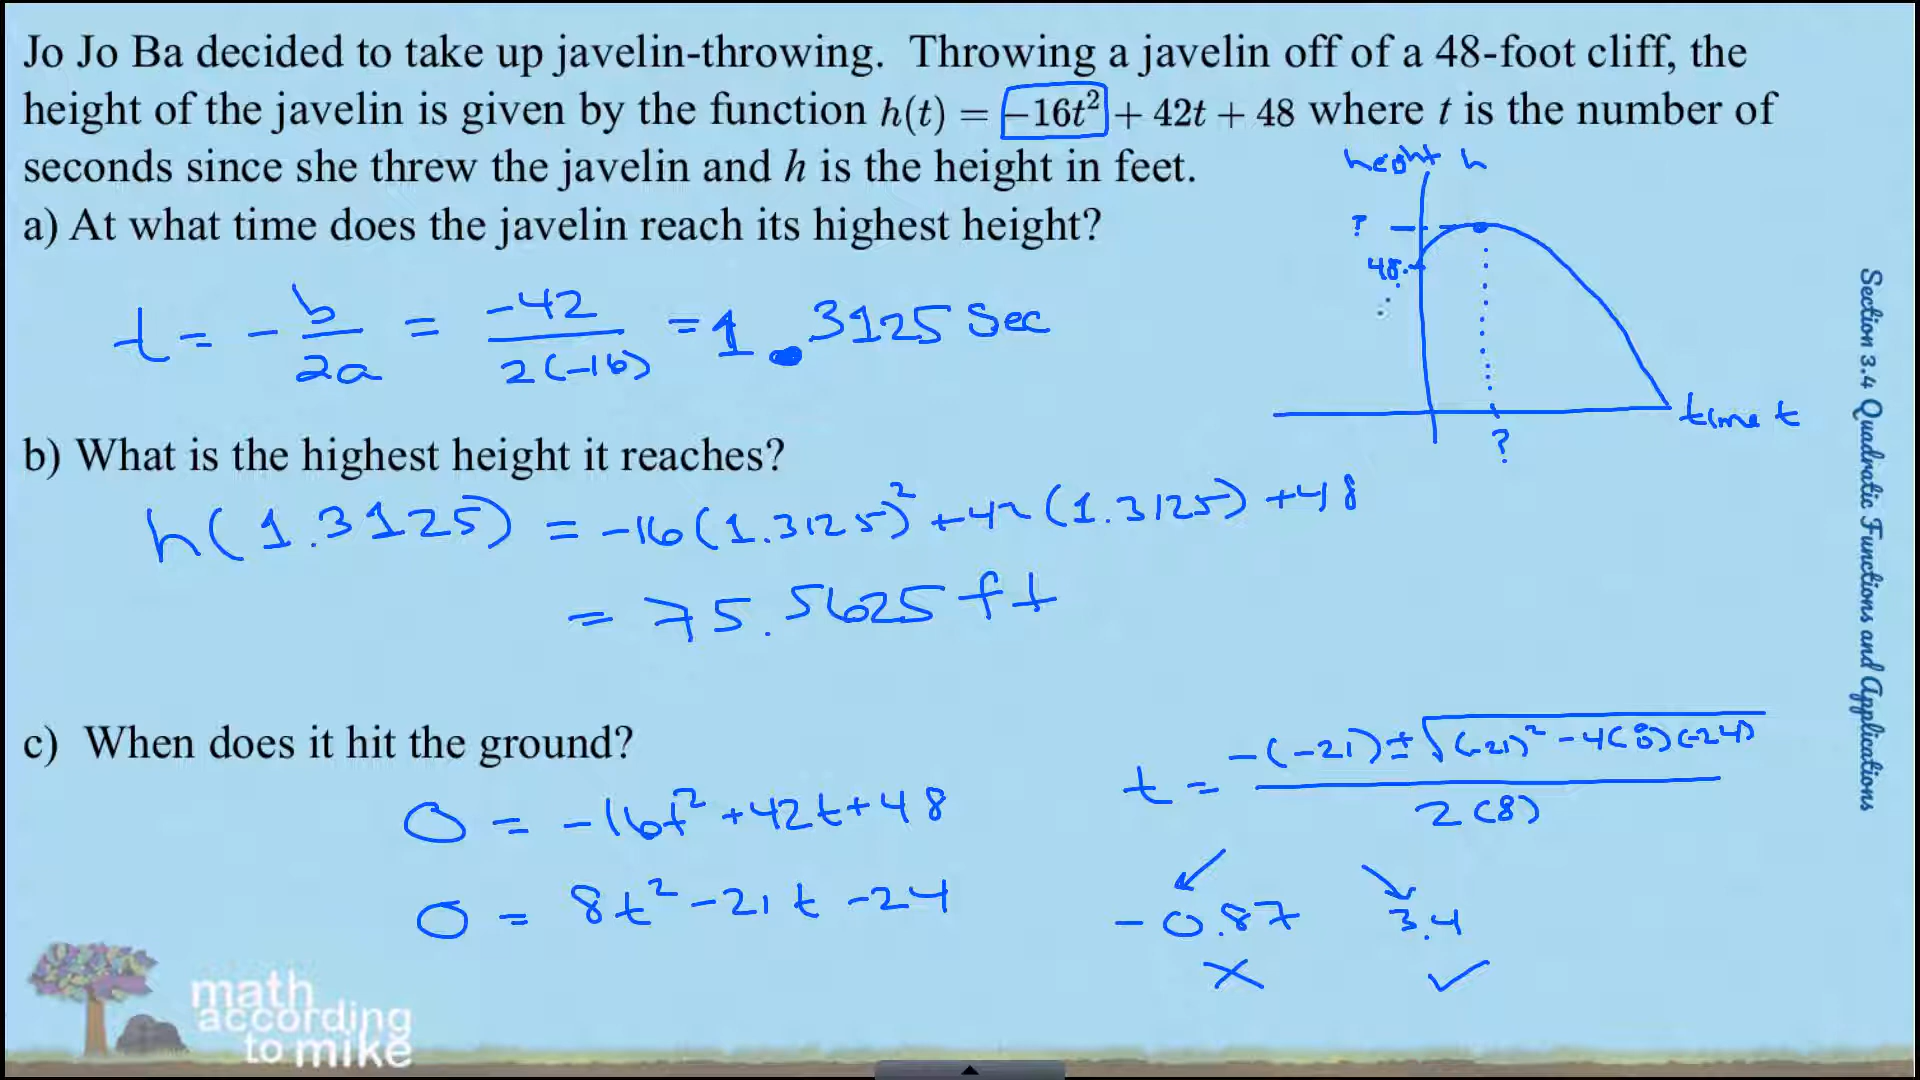 Jo Jo Ba decided to take up javelin-throwing. Throwing a javelin off of a 48-foot cliff, the
height of the javelin is given by the function h(t) = −16t² + 42t + 48 where t is the number of
seconds since she threw the javelin and h is the height in feet.
height h
a) At what time does the javelin reach its highest height?
?
48
t = - b/2a = -42/2(-16) = 1.3125 Sec
time t
?
b) What is the highest height it reaches?
h(1.3125) = -16(1.3125)² + 42(1.3125) + 48
= 75.5625 ft
c) When does it hit the ground?
0 = -16t² + 42t + 48
0 = 8t² - 21t - 24
t = -(-21) ± √(-21)² - 4(8)(-24) / 2(8)
-0.87 3.4
✗ ✓
Section 3.4 Quadratic Functions and Applications
math
according
to mike